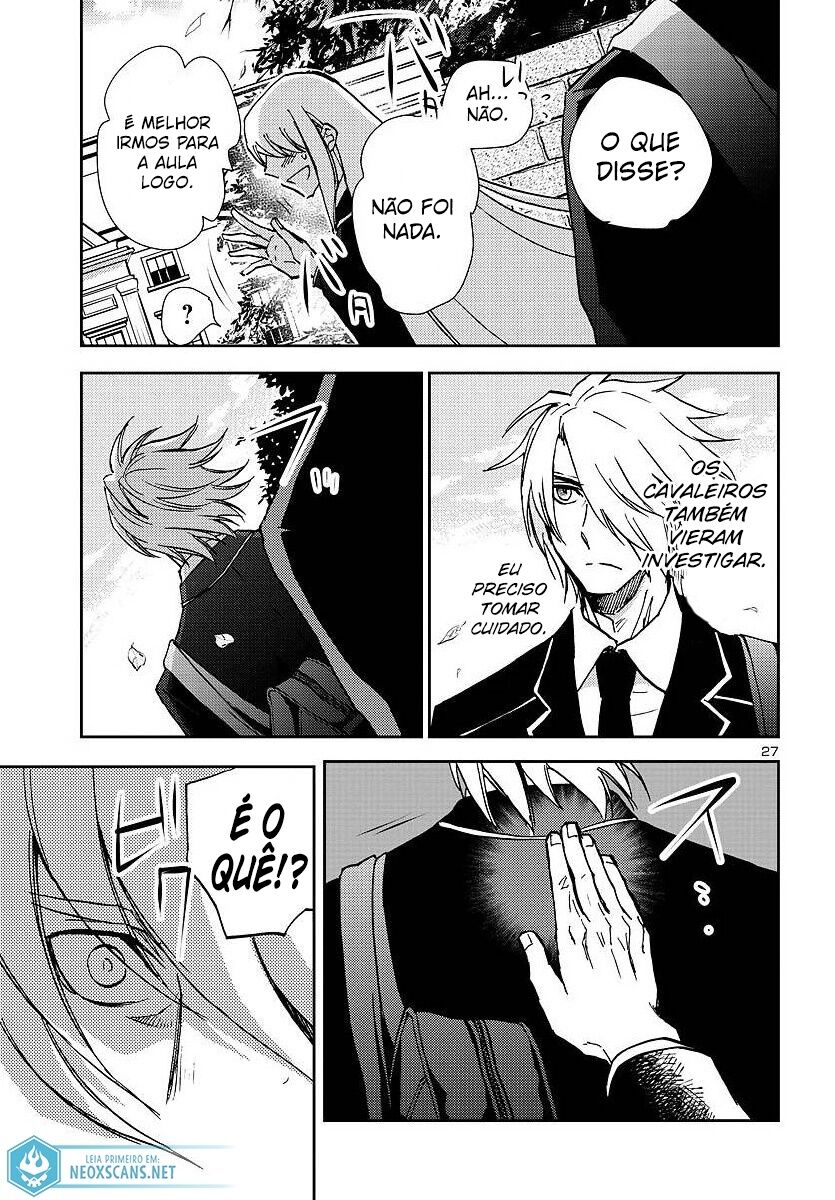 O QUE
DISSE?
AH...
NÃO.
NÃO FOI
NADA.
É MELHOR
IRMOS PARA
A AULA
LOGO.
?
OS
CAVALEIROS
TAMBÉM
VIERAM
INVESTIGAR.
EU
PRECISO
TOMAR
CUIDADO.
27
É O
QUÊ!?
LEIA PRIMEIRO EM:
NEOXSCANS.NET